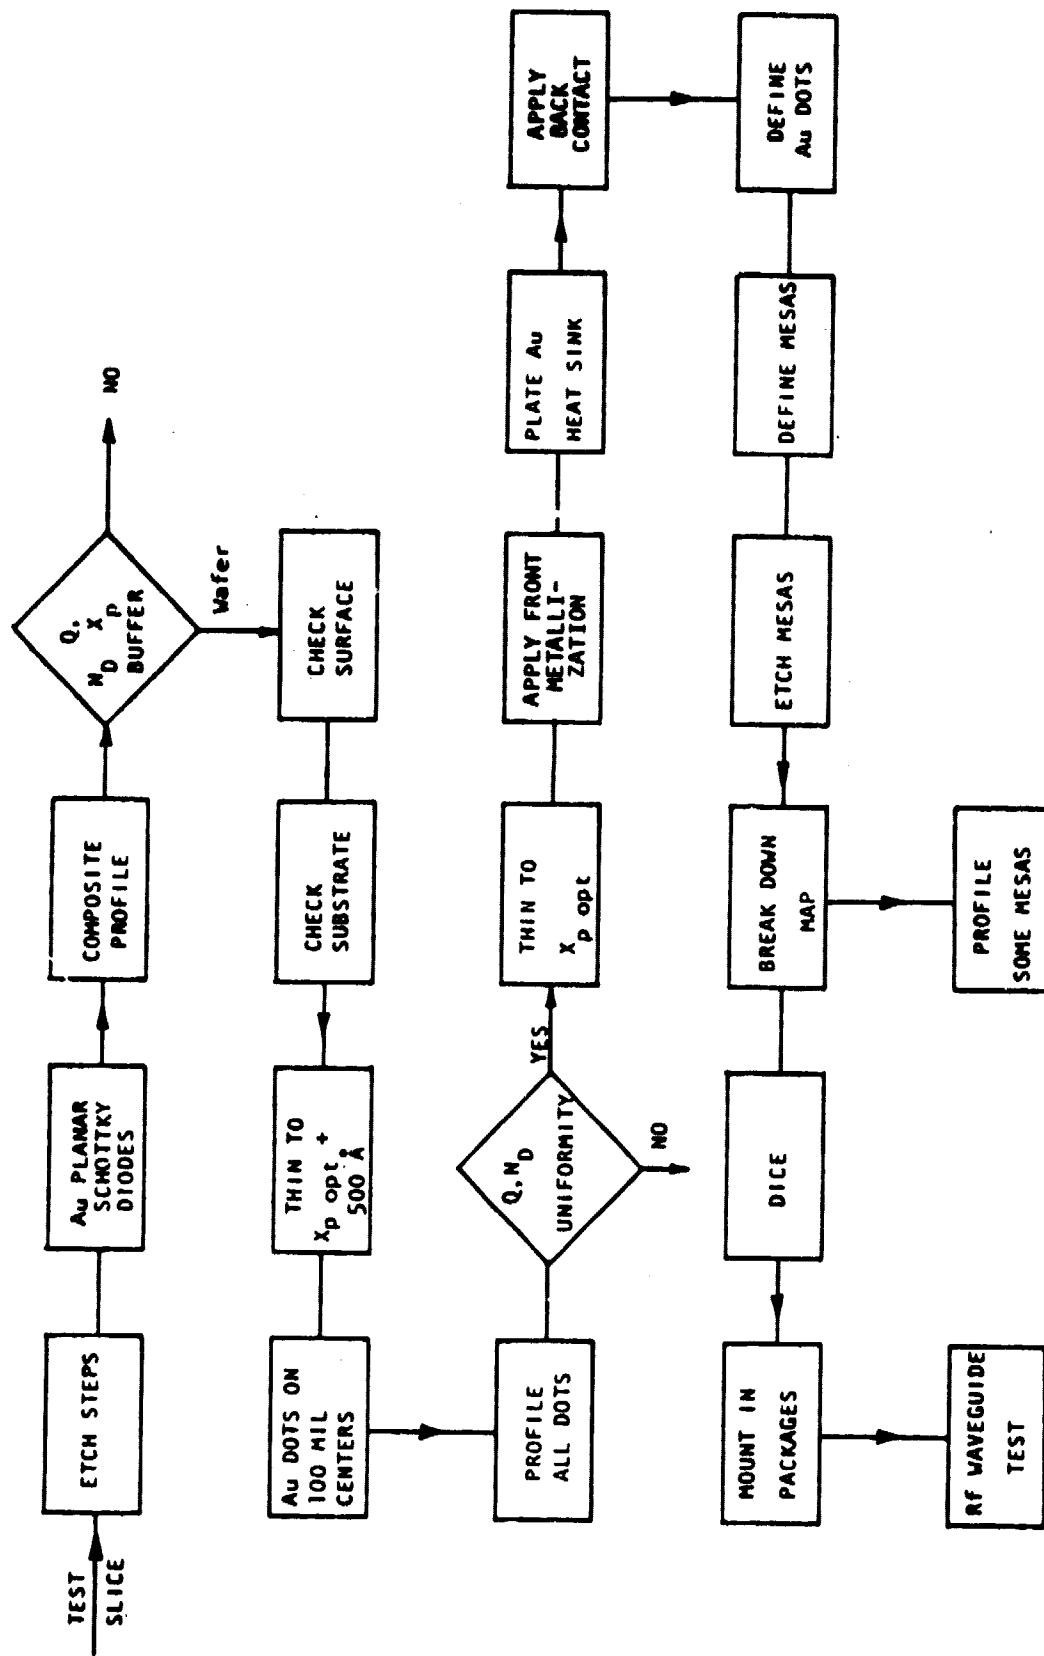 TEST
SLICE
ETCH STEPS
Au PLANAR
SCHOTTKY
DIODES
COMPOSITE
PROFILE
Q,
N_D X_p
BUFFER
NO
Wafer
CHECK
SURFACE
CHECK
SUBSTRATE
THIN TO
X_p opt +
500 Å
Au DOTS ON
100 MIL
CENTERS
PROFILE
ALL DOTS
Q, N_D
UNIFORMITY
NO
YES
THIN TO
X_p opt
APPLY FRONT
METALLI-
ZATION
PLATE Au
HEAT SINK
APPLY
BACK
CONTACT
DEFINE
Au DOTS
DEFINE MESAS
ETCH MESAS
BREAK DOWN
MAP
PROFILE
SOME MESAS
DICE
MOUNT IN
PACKAGES
Rf WAVEGUIDE
TEST